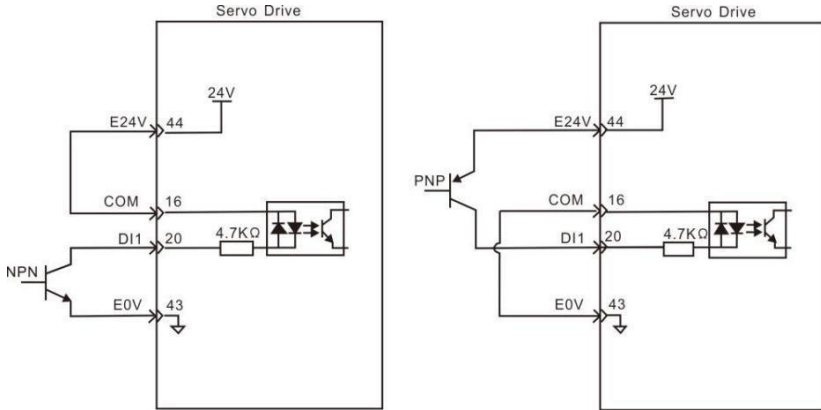 Servo Drive
24V
E24V 44
COM 16
DI1 20 4.7KΩ
NPN
E0V 43
Servo Drive
24V
E24V 44
PNP
COM 16
DI1 20 4.7KΩ
E0V 43